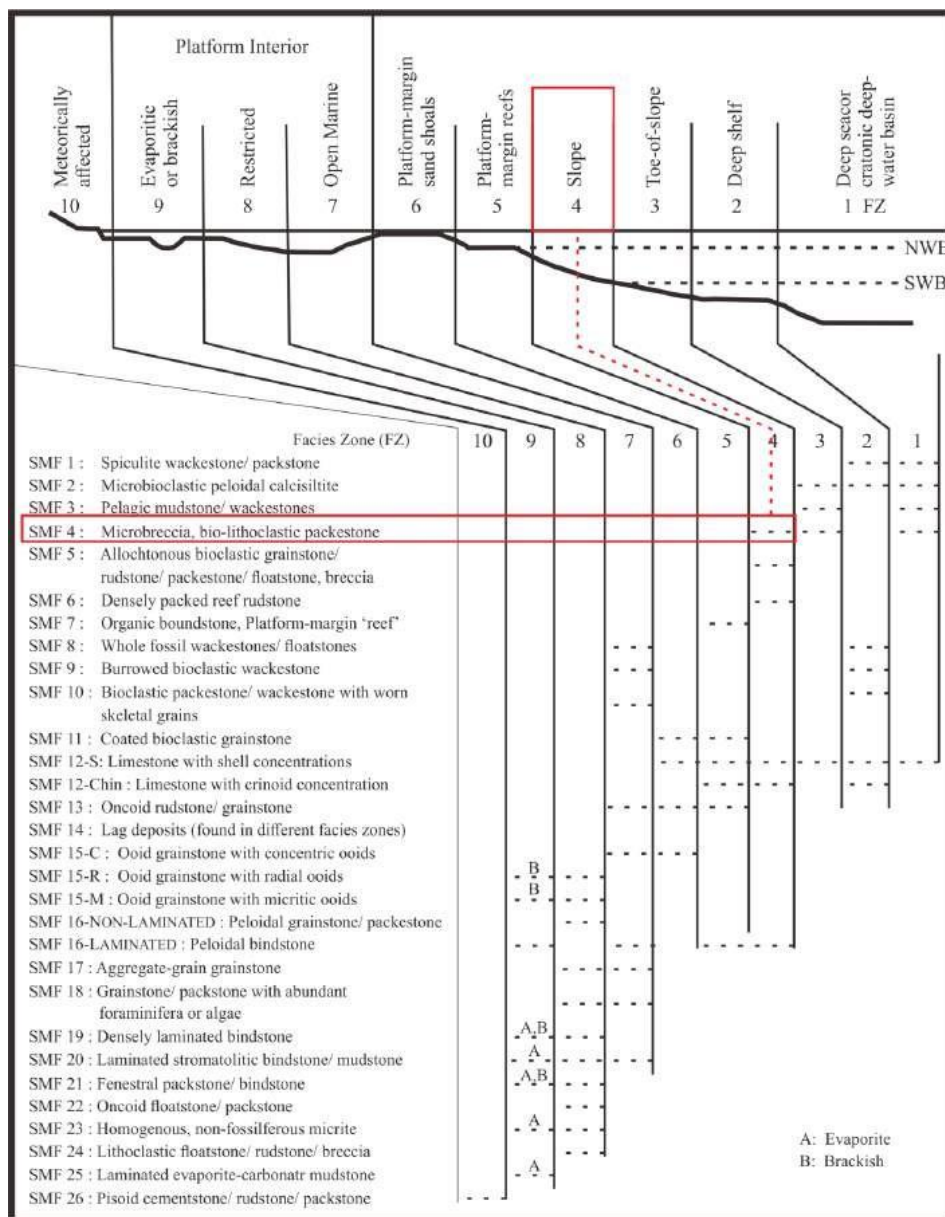 Platform Interior
Meteorically affected
10
Evaporitic or brackish
9
Restricted
8
Open Marine
7
Platform-margin sand shoals
6
Platform-margin reefs
5
Slope
4
Toe-of-slope
3
Deep shelf
2
Deep seacor cratonic deep-water basin
1 FZ
NWB
SWB
Facies Zone (FZ) 10 9 8 7 6 5 4 3 2 1
SMF 1 : Spiculite wackestone/ packstone
SMF 2 : Microbioclastic peloidal calcisiltite
SMF 3 : Pelagic mudstone/ wackestones
SMF 4 : Microbreccia, bio-lithoclastic packestone
SMF 5 : Allochtonous bioclastic grainstone/
rudstone/ packestone/ floatstone, breccia
SMF 6 : Densely packed reef rudstone
SMF 7 : Organic boundstone, Platform-margin 'reef'
SMF 8 : Whole fossil wackestones/ floatstones
SMF 9 : Burrowed bioclastic wackestone
SMF 10 : Bioclastic packestone/ wackestone with worn
skeletal grains
SMF 11 : Coated bioclastic grainstone
SMF 12-S: Limestone with shell concentrations
SMF 12-Chin : Limestone with crinoid concentration
SMF 13 : Oncoid rudstone/ grainstone
SMF 14 : Lag deposits (found in different facies zones)
SMF 15-C : Ooid grainstone with concentric ooids
SMF 15-R : Ooid grainstone with radial ooids B
SMF 15-M : Ooid grainstone with micritic ooids B
SMF 16-NON-LAMINATED : Peloidal grainstone/ packestone
SMF 16-LAMINATED : Peloidal bindstone
SMF 17 : Aggregate-grain grainstone
SMF 18 : Grainstone/ packstone with abundant
foraminifera or algae
SMF 19 : Densely laminated bindstone A,B
SMF 20 : Laminated stromatolitic bindstone/ mudstone A
SMF 21 : Fenestral packstone/ bindstone A,B
SMF 22 : Oncoid floatstone/ packstone
SMF 23 : Homogenous, non-fossilferous micrite A
SMF 24 : Lithoclastic floatstone/ rudstone/ breccia
SMF 25 : Laminated evaporite-carbonatr mudstone A
SMF 26 : Pisoid cementstone/ rudstone/ packstone
A: Evaporite
B: Brackish